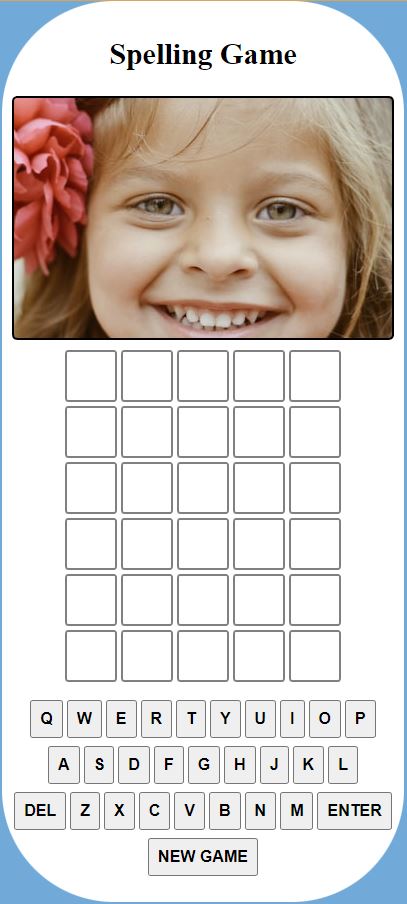 Spelling Game
Q W E R T Y U I O P
A S D F G H J K L
DEL Z X C V B N M ENTER
NEW GAME